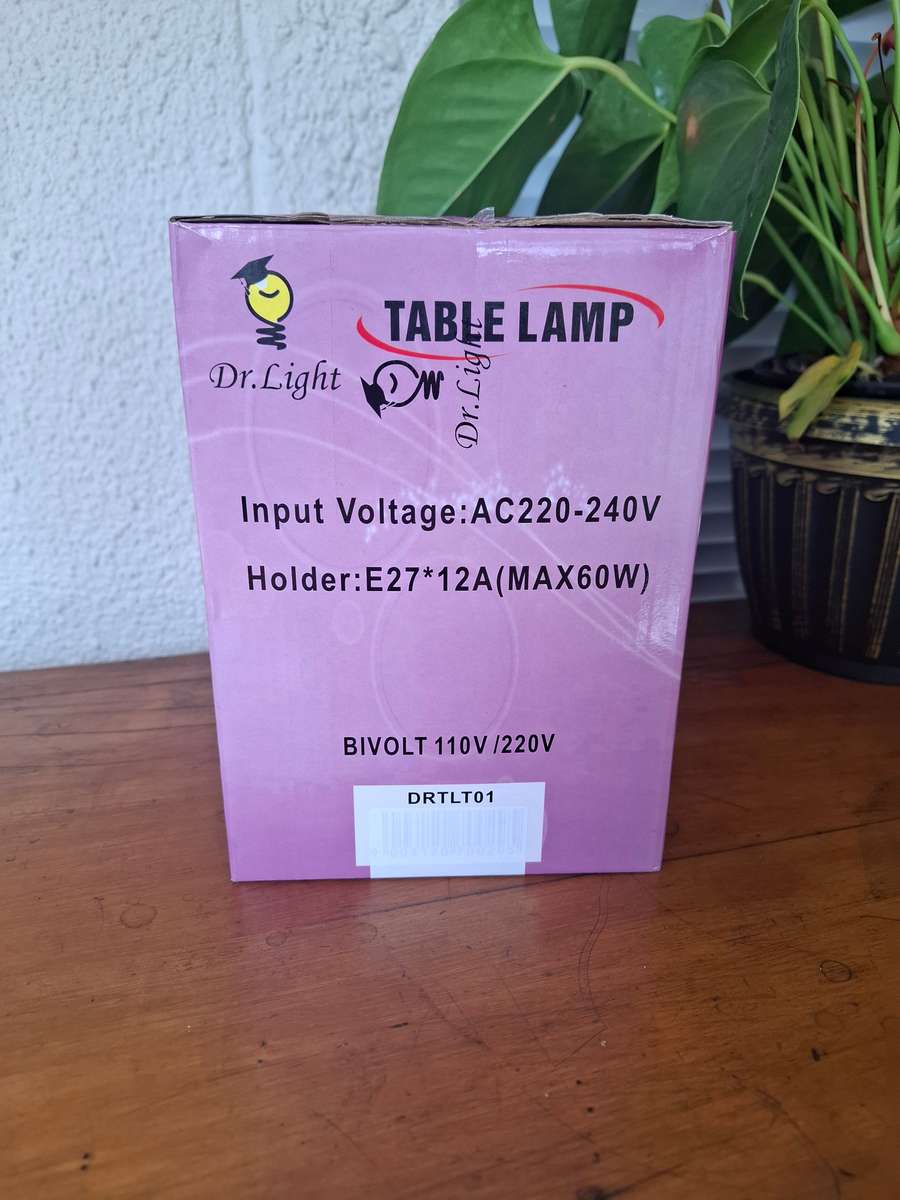 TABLE LAMP
Dr.Light
Dr.Light
Input Voltage:AC220-240V
Holder:E27*12A(MAX60W)
BIVOLT 110V /220V
DRTLT01